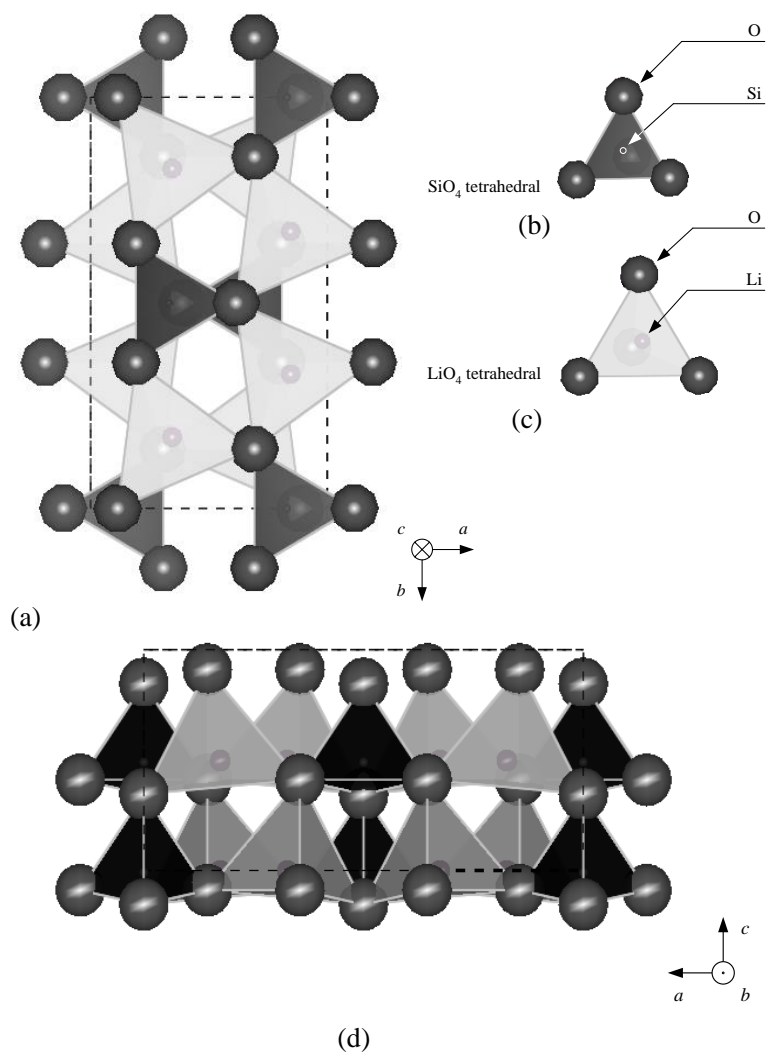 O
Si
SiO4 tetrahedral
(b)
O
Li
LiO4 tetrahedral
(c)
c
a
b
(a)
c
a
b
(d)